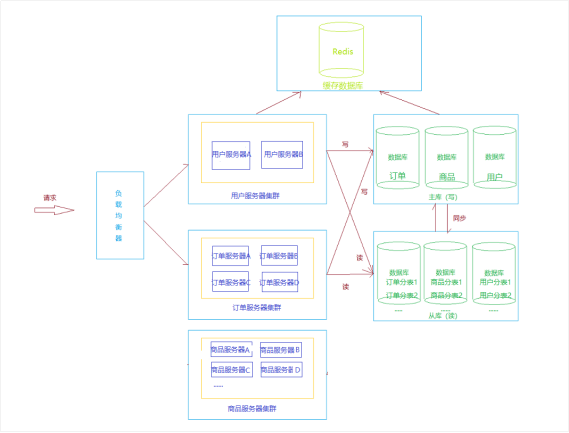 Redis
缓存数据库
用户服务器A
用户服务器B
用户服务器集群
写
数据库
订单
数据库
商品
数据库
用户
主库（写）
写
同步
请求
负
载
均
衡
器
订单服务器A
订单服务器B
订单服务器C
订单服务器D
订单服务器集群
读
读
数据库
订单分表1
订单分表2
.....
数据库
商品分表1
商品分表2
.....
数据库
用户分表1
用户分表2
.....
从库（读）
商品服务器A
商品服务器B
商品服务器C
商品服务器D
.....
商品服务器集群